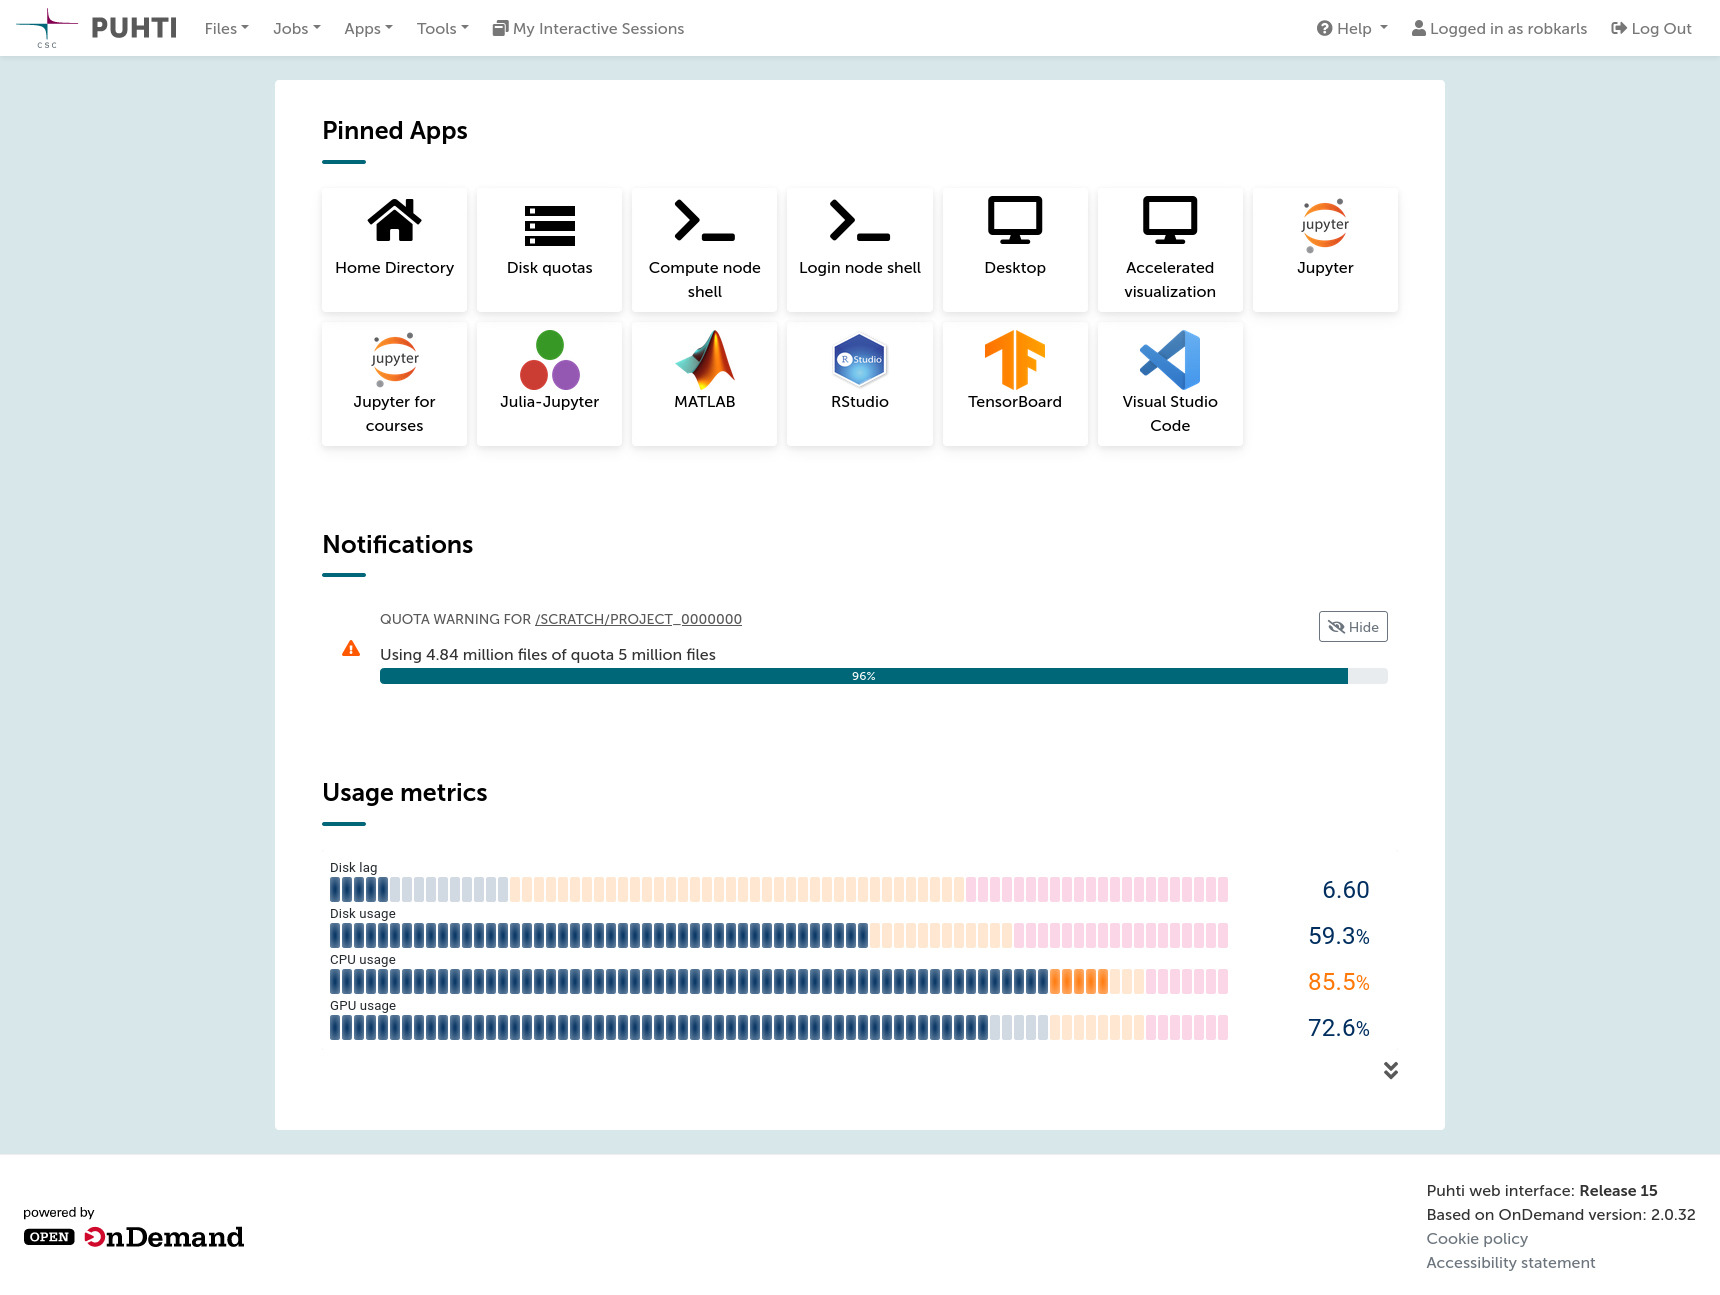 CSC
PUHTI
Files
Jobs
Apps
Tools
My Interactive Sessions
Help
Logged in as robkarls
Log Out
Pinned Apps
Home Directory
Disk quotas
Compute node
shell
Login node shell
Desktop
Accelerated
visualization
jupyter
Jupyter
jupyter
Jupyter for
courses
Julia-Jupyter
MATLAB
R Studio
RStudio
TensorBoard
Visual Studio
Code
Notifications
QUOTA WARNING FOR /SCRATCH/PROJECT_0000000
Hide
Using 4.84 million files of quota 5 million files
96%
Usage metrics
Disk lag
6.60
Disk usage
59.3%
CPU usage
85.5%
GPU usage
72.6%
powered by
OPEN OnDemand
Puhti web interface: Release 15
Based on OnDemand version: 2.0.32
Cookie policy
Accessibility statement